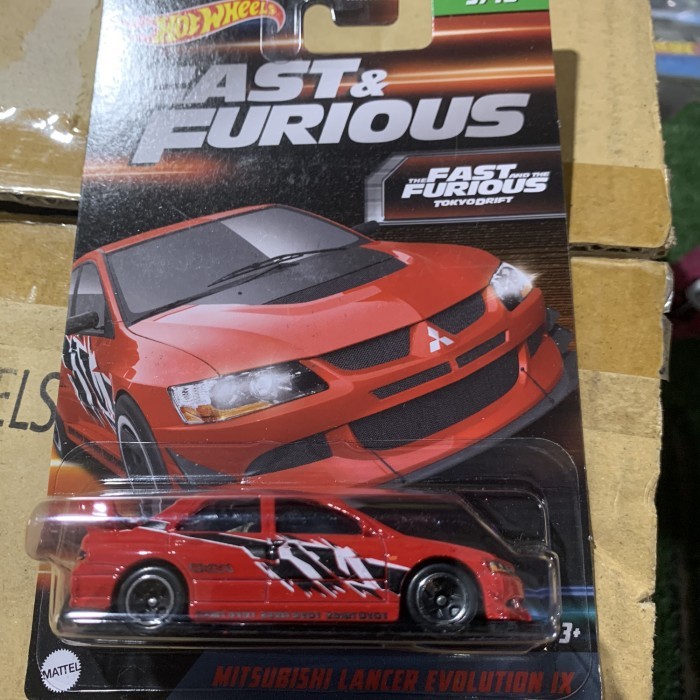 Hot Wheels
FAST &
FURIOUS
THE FAST AND THE
FURIOUS
TOKYO DRIFT
ELS
3+
MATTEL
MITSUBISHI LANCER EVOLUTION IX